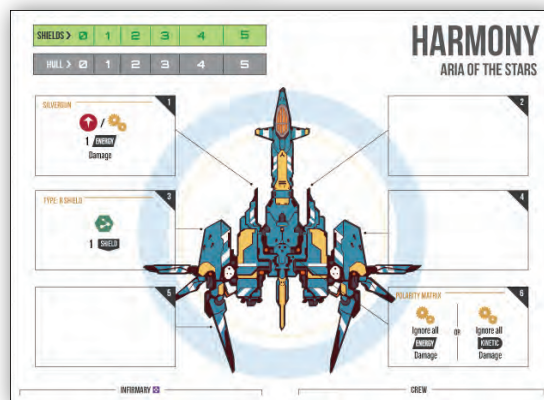 SHIELDS > 0 1 2 3 4 5
HULL > 0 1 2 3 4 5
HARMONY
ARIA OF THE STARS
SILVERGUN 1
/
1 ENERGY
Damage
2
TYPE: B SHIELD 3
1 SHIELD
4
5
POLARITY MATRIX 6
Ignore all OR Ignore all
ENERGY KINETIC
Damage Damage
INFIRMARY
CREW